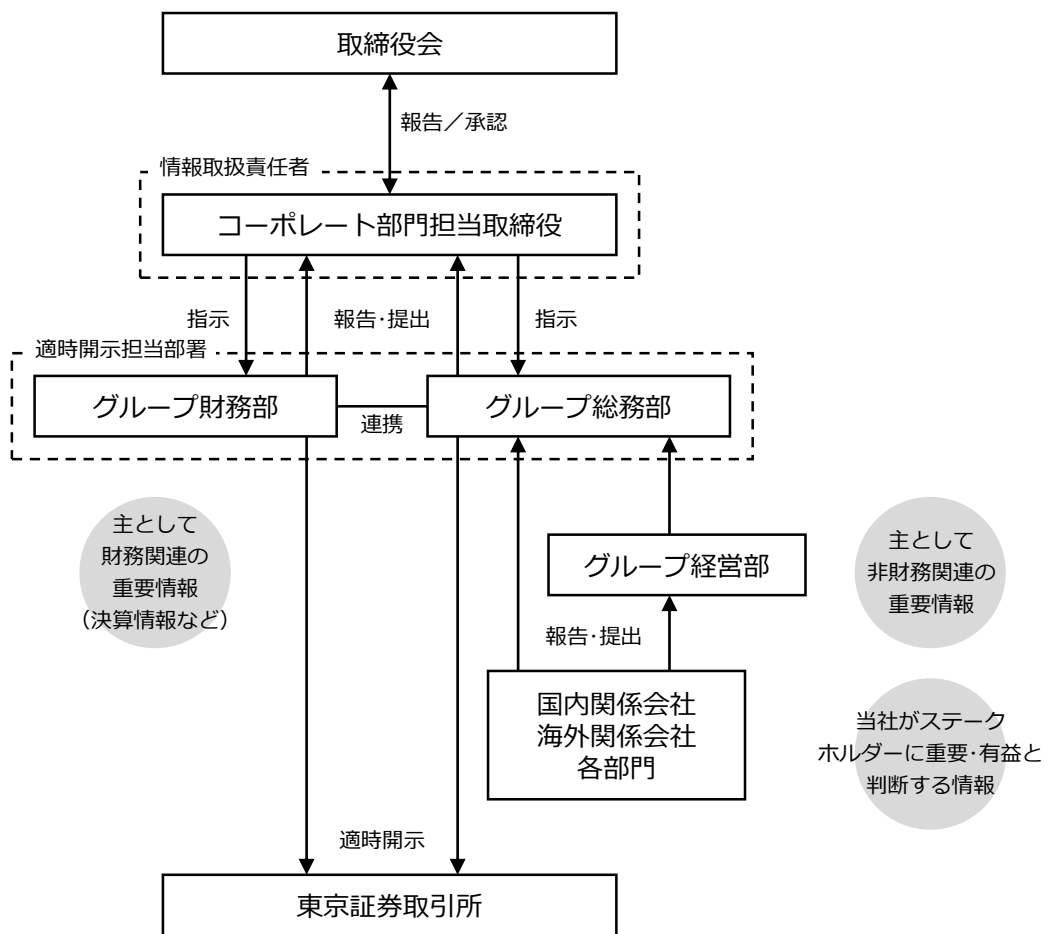 取締役会
報告／承認
情報取扱責任者
コーポレート部門担当取締役
指示
報告･提出
指示
適時開示担当部署
グループ財務部
連携
グループ総務部
主として
財務関連の
重要情報
（決算情報など）
グループ経営部
主として
非財務関連の
重要情報
報告･提出
国内関係会社
海外関係会社
各部門
当社がステーク
ホルダーに重要･有益と
判断する情報
適時開示
東京証券取引所